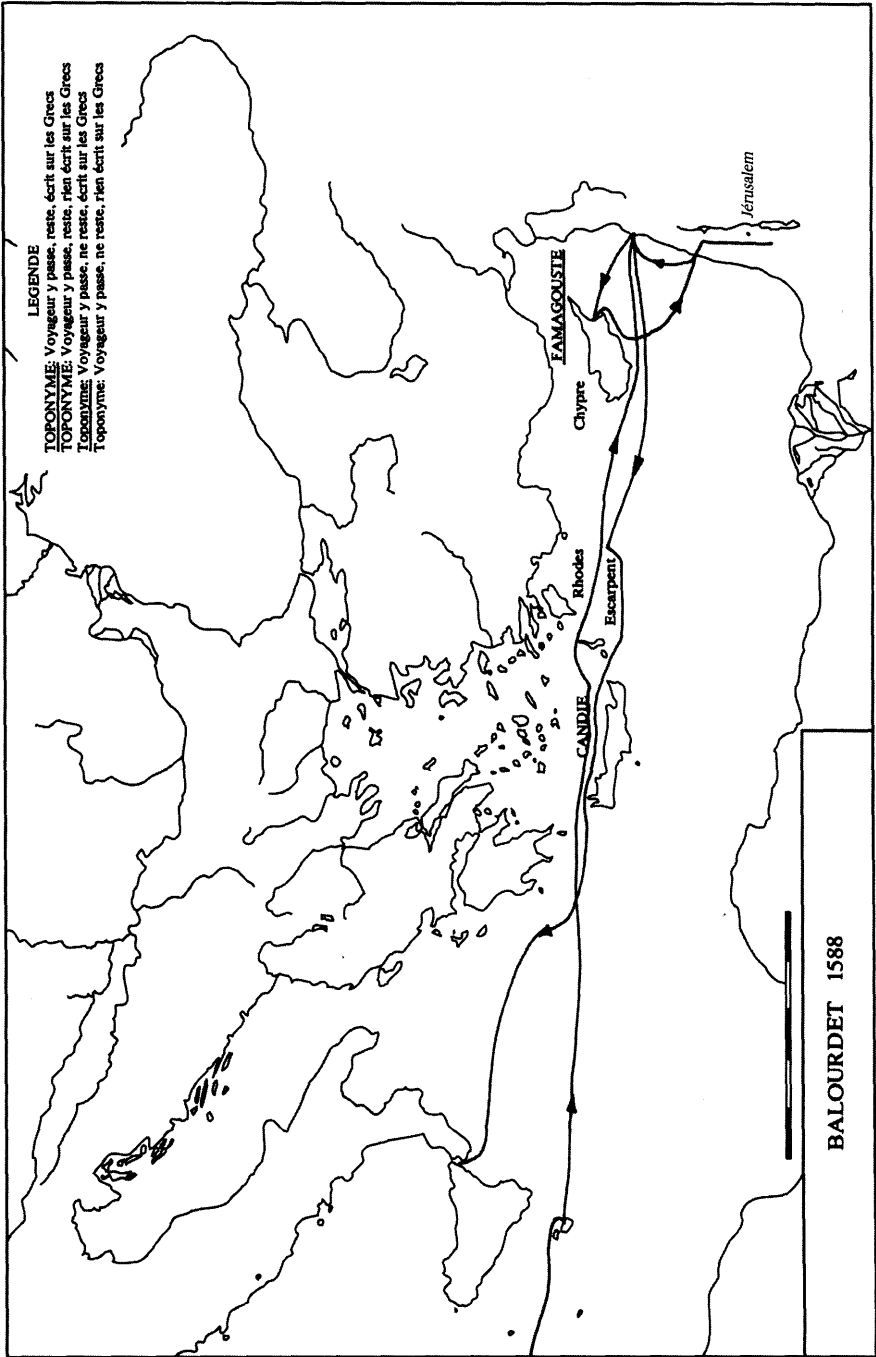 LEGENDE
TOPONYME: Voyageur y passe, reste, écrit sur les Grecs
TOPONYME: Voyageur y passe, reste, rien écrit sur les Grecs
Toponyme: Voyageur y passe, ne reste, écrit sur les Grecs
Toponyme: Voyageur y passe, ne reste, rien écrit sur les Grecs
CANDIE
Escarpent
Rhodes
Chypre
FAMAGOUSTE
Jérusalem
BALOURDET 1588